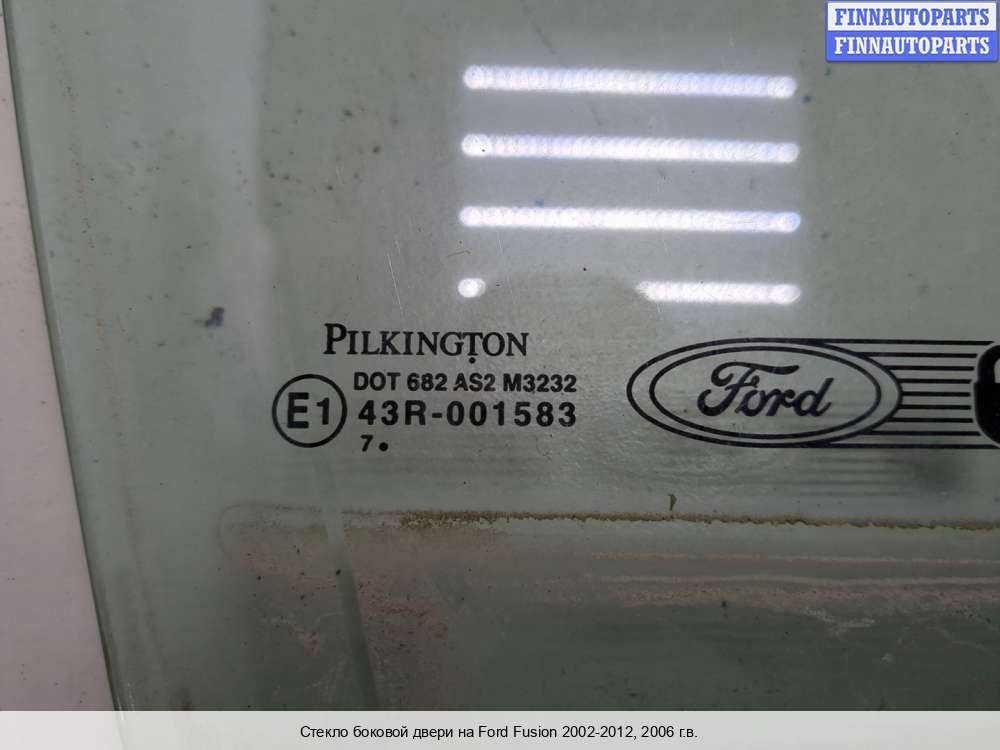 FINNAUTOPARTS
FINNAUTOPARTS
PILKINGTON
DOT 682 AS2 M3232
E1 43R-001583
7
Ford
Стекло боковой двери на Ford Fusion 2002-2012, 2006 г.в.